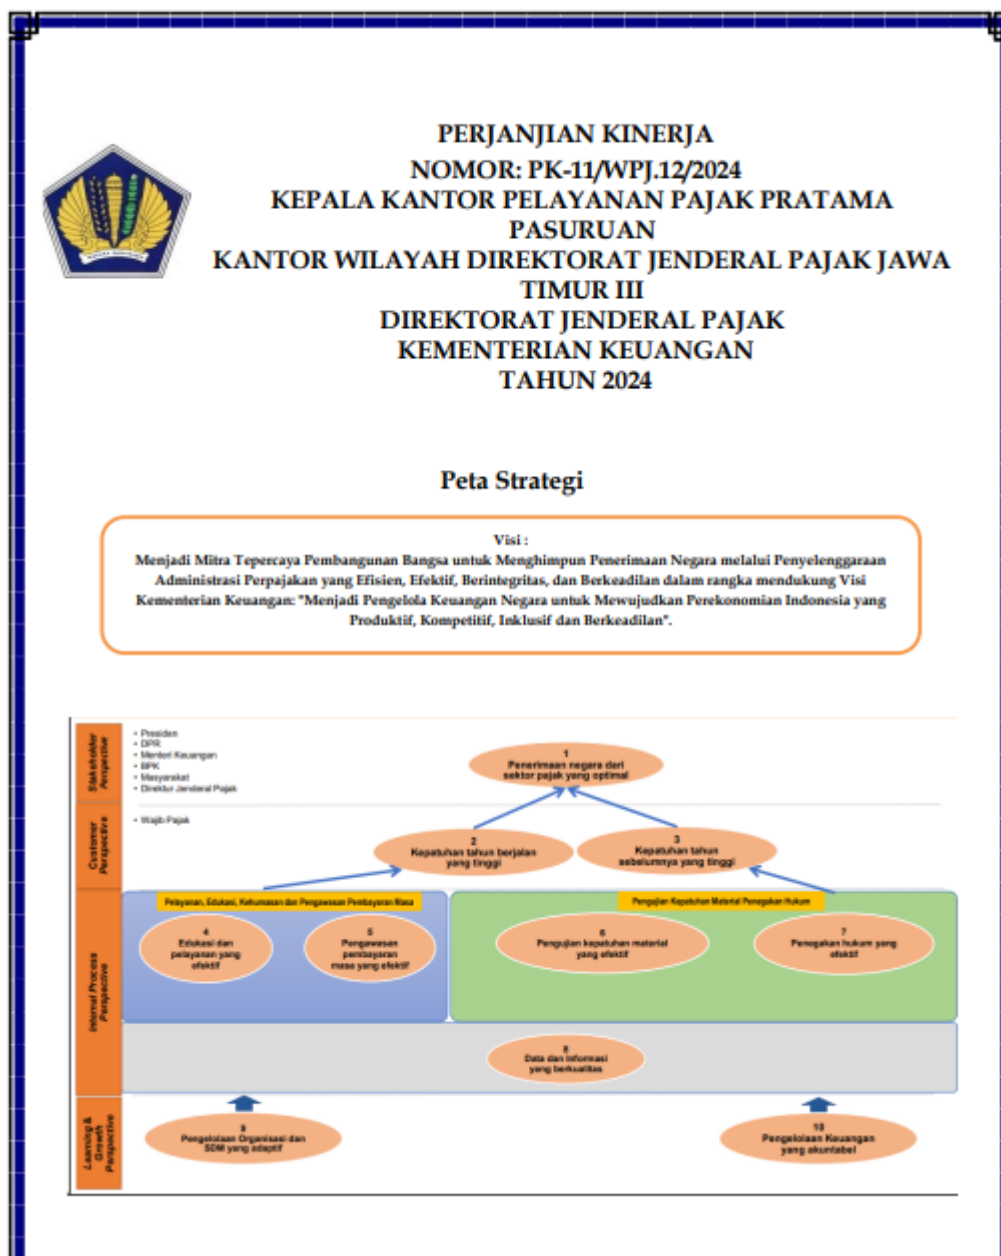 PERJANJIAN KINERJA
NOMOR: PK-11/WPJ.12/2024
KEPALA KANTOR PELAYANAN PAJAK PRATAMA
PASURUAN
KANTOR WILAYAH DIREKTORAT JENDERAL PAJAK JAWA
TIMUR III
DIREKTORAT JENDERAL PAJAK
KEMENTERIAN KEUANGAN
TAHUN 2024
Peta Strategi
Visi :
Menjadi Mitra Tepercaya Pembangunan Bangsa untuk Menghimpun Penerimaan Negara melalui Penyelenggaraan
Administrasi Perpajakan yang Efisien, Efektif, Berintegritas, dan Berkeadilan dalam rangka mendukung Visi
Kementerian Keuangan: "Menjadi Pengelola Keuangan Negara untuk Mewujudkan Perekonomian Indonesia yang
Produktif, Kompetitif, Inklusif dan Berkeadilan".
Stakeholder
Perspective
• Presiden
• DPR
• Menteri Keuangan
• BPK
• Masyarakat
• Direktur Jenderal Pajak
1
Penerimaan negara dari
sektor pajak yang optimal
Customer
Perspective
• Wajib Pajak
2
Kepatuhan tahun berjalan
yang tinggi
3
Kepatuhan tahun
sebelumnya yang tinggi
Internal Process
Perspective
Pelayanan, Edukasi, Kehumasan dan Pengawasan Pembayaran Masa
4
Edukasi dan
pelayanan yang
efektif
5
Pengawasan
pembayaran
masa yang efektif
Pengujian Kepatuhan Material Penegakan Hukum
6
Pengujian kepatuhan material
yang efektif
7
Penegakan hukum yang
efektif
8
Data dan Informasi
yang berkualitas
Learning &
Growth
Perspective
9
Pengelolaan Organisasi dan
SDM yang adaptif
10
Pengelolaan Keuangan
yang akuntabel